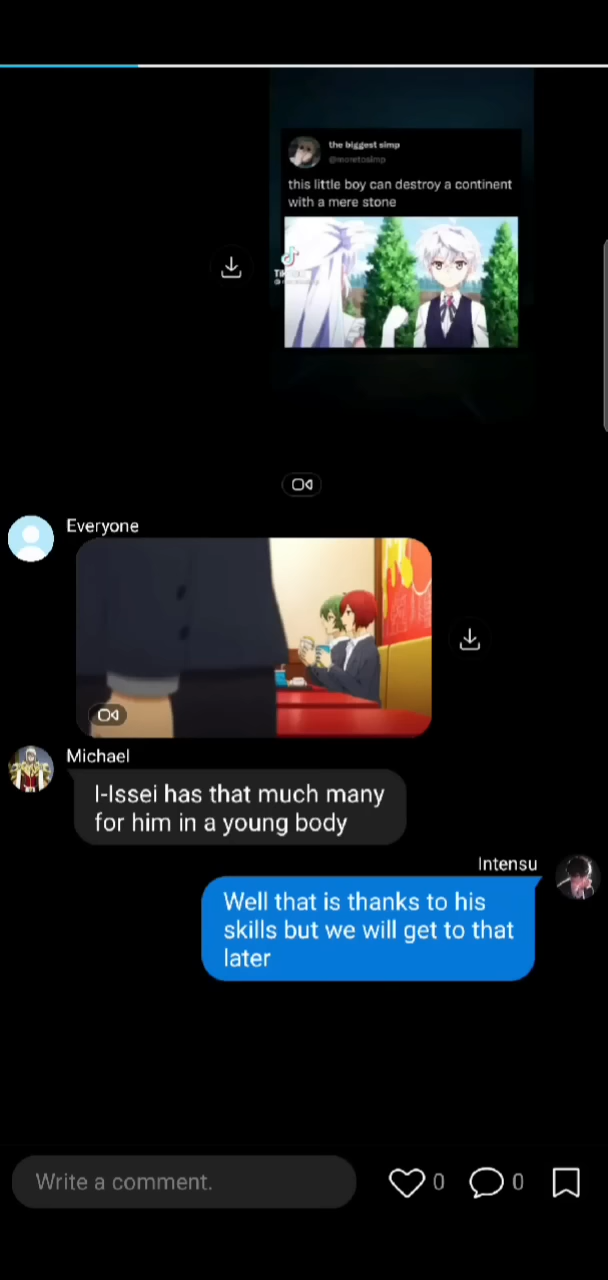 the biggest simp
@moretosimp
this little boy can destroy a continent
with a mere stone
Everyone
Michael
I-Issei has that much many
for him in a young body
Intensu
Well that is thanks to his
skills but we will get to that
later
Write a comment.
0
0